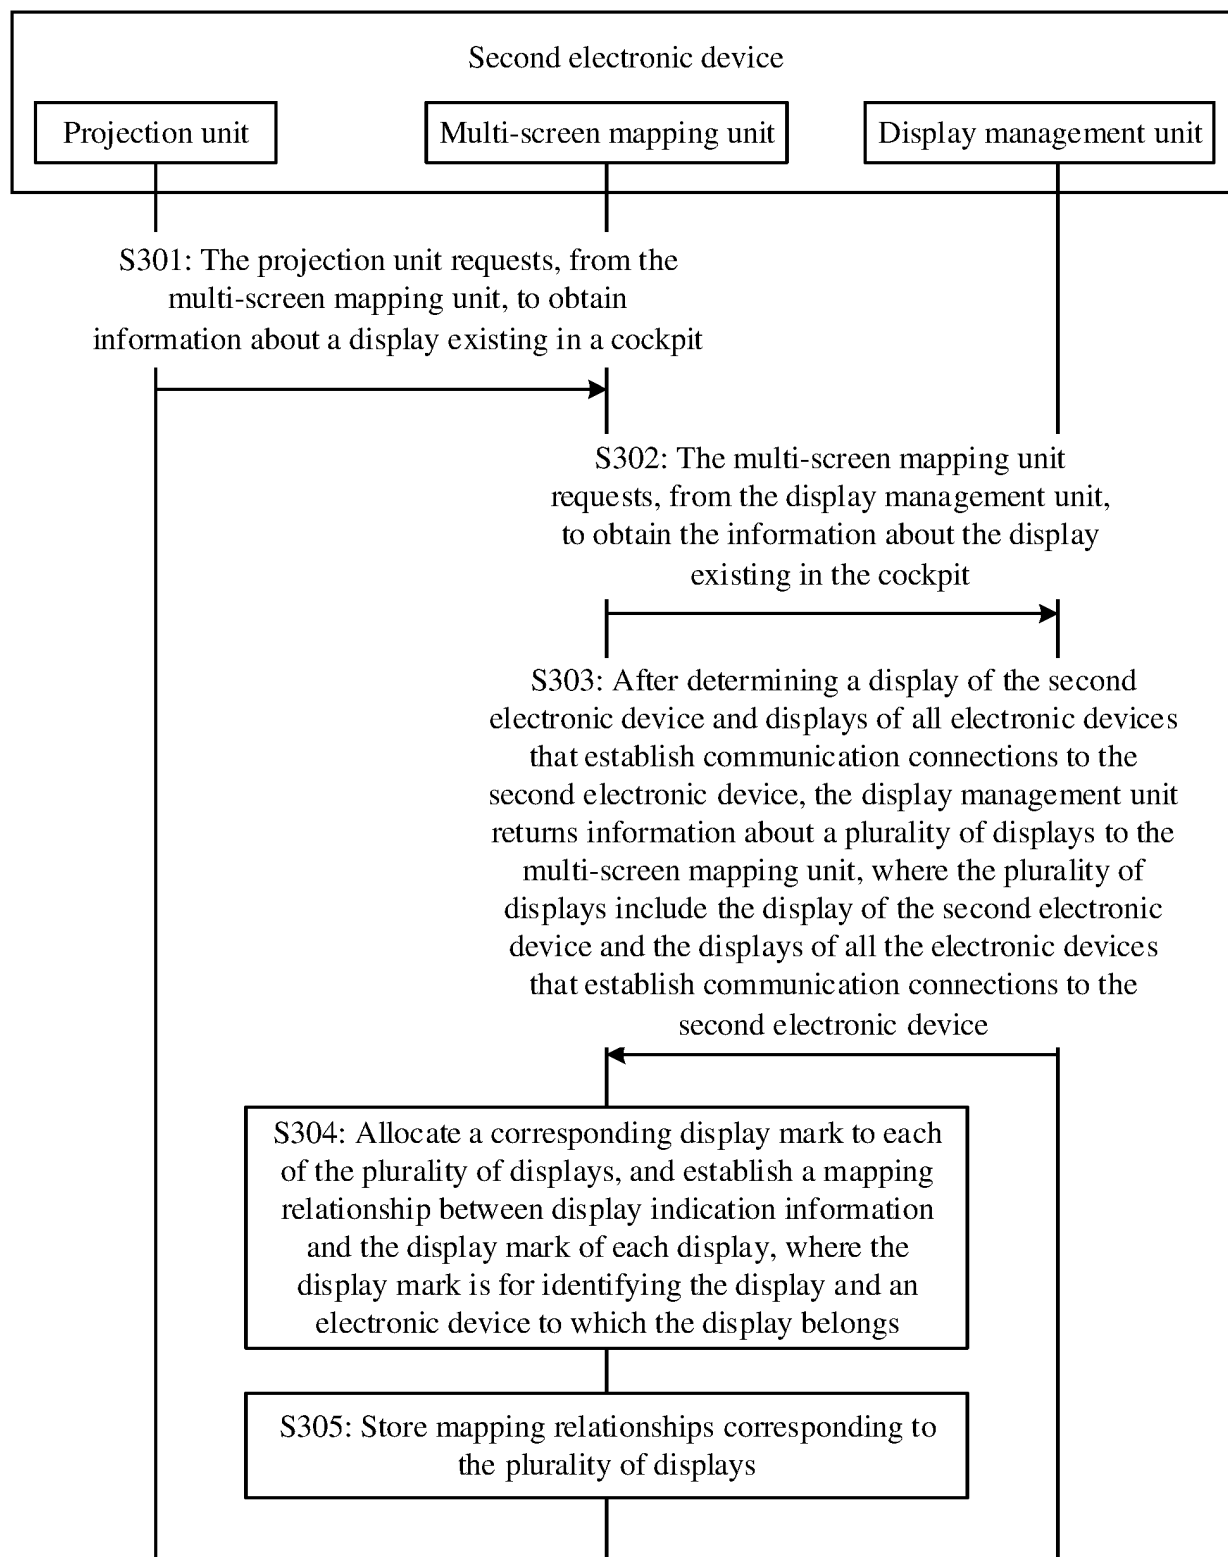 Second electronic device
Projection unit
Multi-screen mapping unit
Display management unit
S301: The projection unit requests, from the
multi-screen mapping unit, to obtain
information about a display existing in a cockpit
S302: The multi-screen mapping unit
requests, from the display management unit,
to obtain the information about the display
existing in the cockpit
S303: After determining a display of the second
electronic device and displays of all electronic devices
that establish communication connections to the
second electronic device, the display management unit
returns information about a plurality of displays to the
multi-screen mapping unit, where the plurality of
displays include the display of the second electronic
device and the displays of all the electronic devices
that establish communication connections to the
second electronic device
S304: Allocate a corresponding display mark to each
of the plurality of displays, and establish a mapping
relationship between display indication information
and the display mark of each display, where the
display mark is for identifying the display and an
electronic device to which the display belongs
S305: Store mapping relationships corresponding to
the plurality of displays